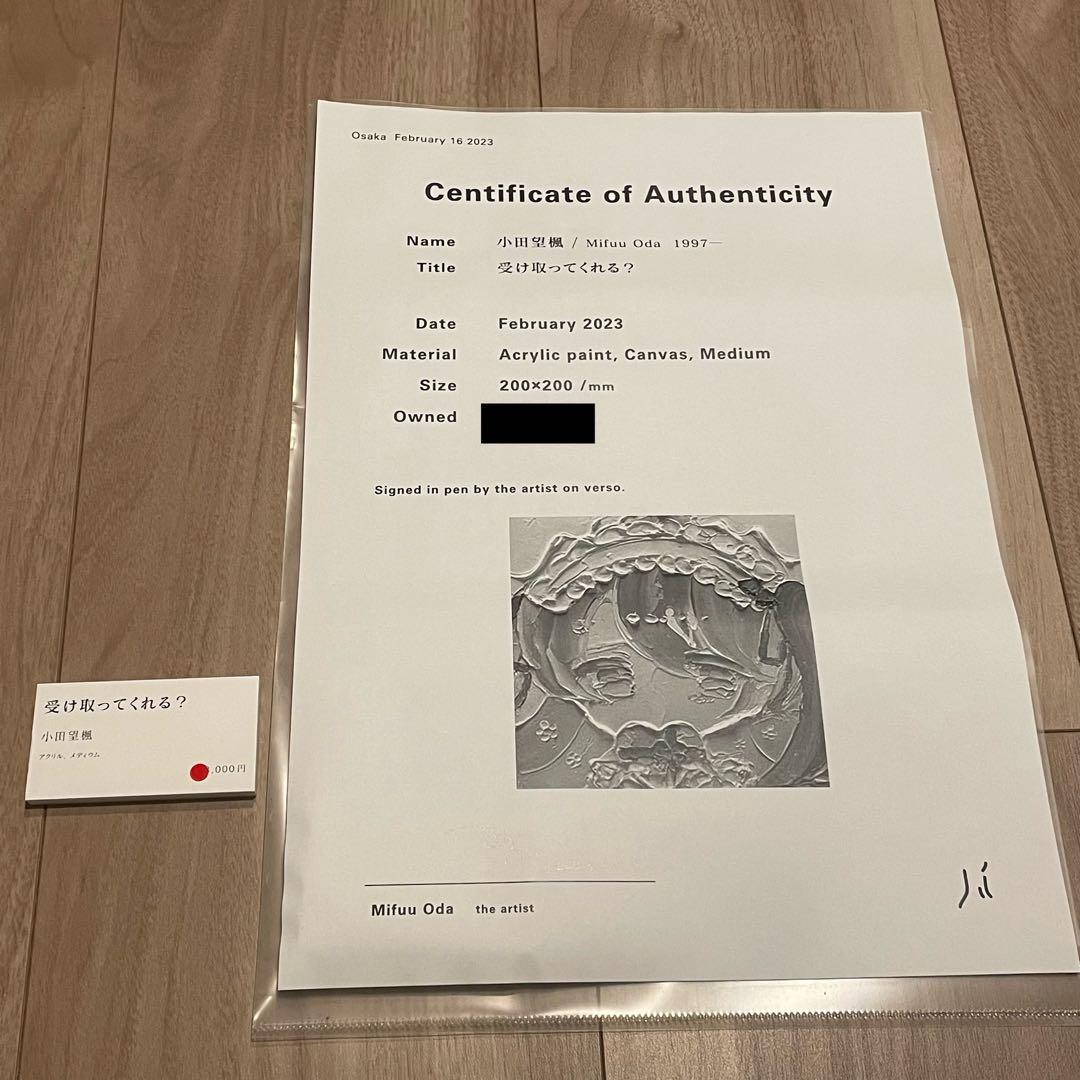 Osaka February 16 2023
Centificate of Authenticity
Name 小田望楓 / Mifuu Oda 1997—
Title 受け取ってくれる？
Date February 2023
Material Acrylic paint, Canvas, Medium
Size 200×200 /mm
Owned
Signed in pen by the artist on verso.
Mifuu Oda the artist
受け取ってくれる？
小田望楓
アクリル、メディウム
,000円